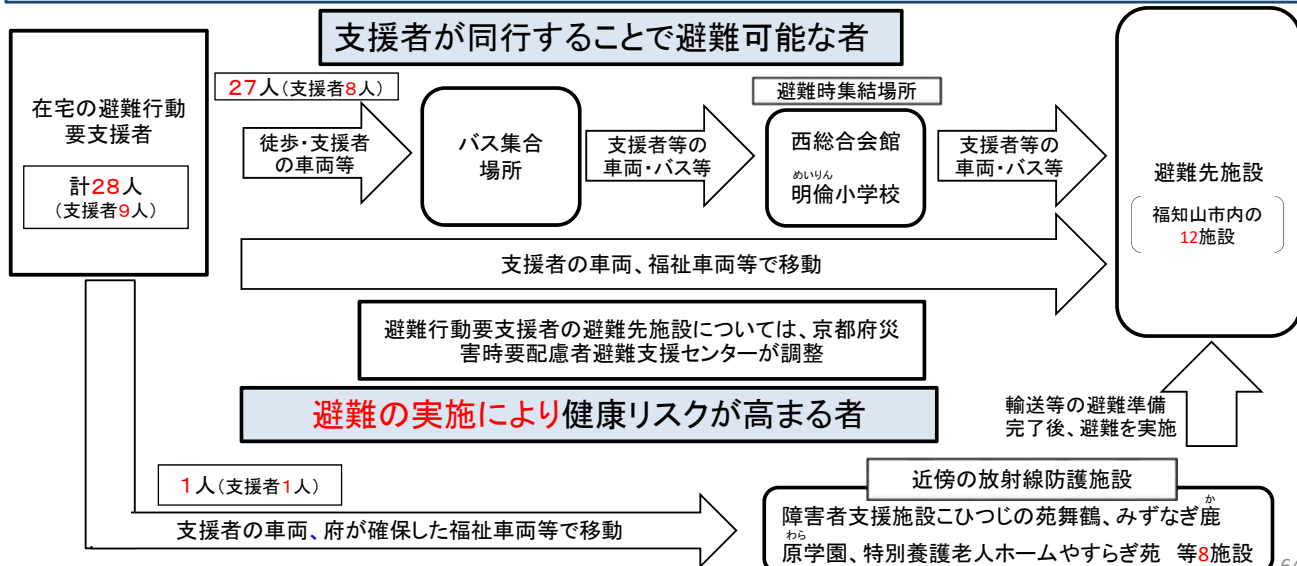 支援者が同行することで避難可能な者
在宅の避難行動
要支援者
計28人
(支援者9人)
27人(支援者8人)
徒歩・支援者
の車両等
バス集合
場所
支援者等の
車両・バス等
避難時集結場所
西総合会館
めいりん
明倫小学校
支援者等の
車両・バス等
避難先施設
福知山市内の
12施設
支援者の車両、福祉車両等で移動
避難行動要支援者の避難先施設については、京都府災
害時要配慮者避難支援センターが調整
避難の実施により健康リスクが高まる者
輸送等の避難準備
完了後、避難を実施
1人(支援者1人)
支援者の車両、府が確保した福祉車両等で移動
近傍の放射線防護施設
か
障害者支援施設こひつじの苑舞鶴、みずなぎ鹿
わら
原学園、特別養護老人ホームやすらぎ苑 等8施設